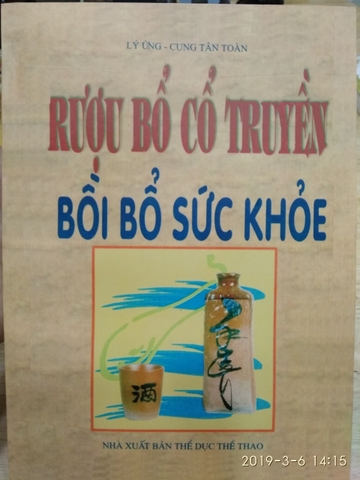 LÝ ỨNG - CUNG TÂN TOÀN
RƯỢU BỔ CỔ TRUYỀN
BỒI BỔ SỨC KHỎE
酒
NHÀ XUẤT BẢN THỂ DỤC THỂ THAO
2019-3-6 14:15